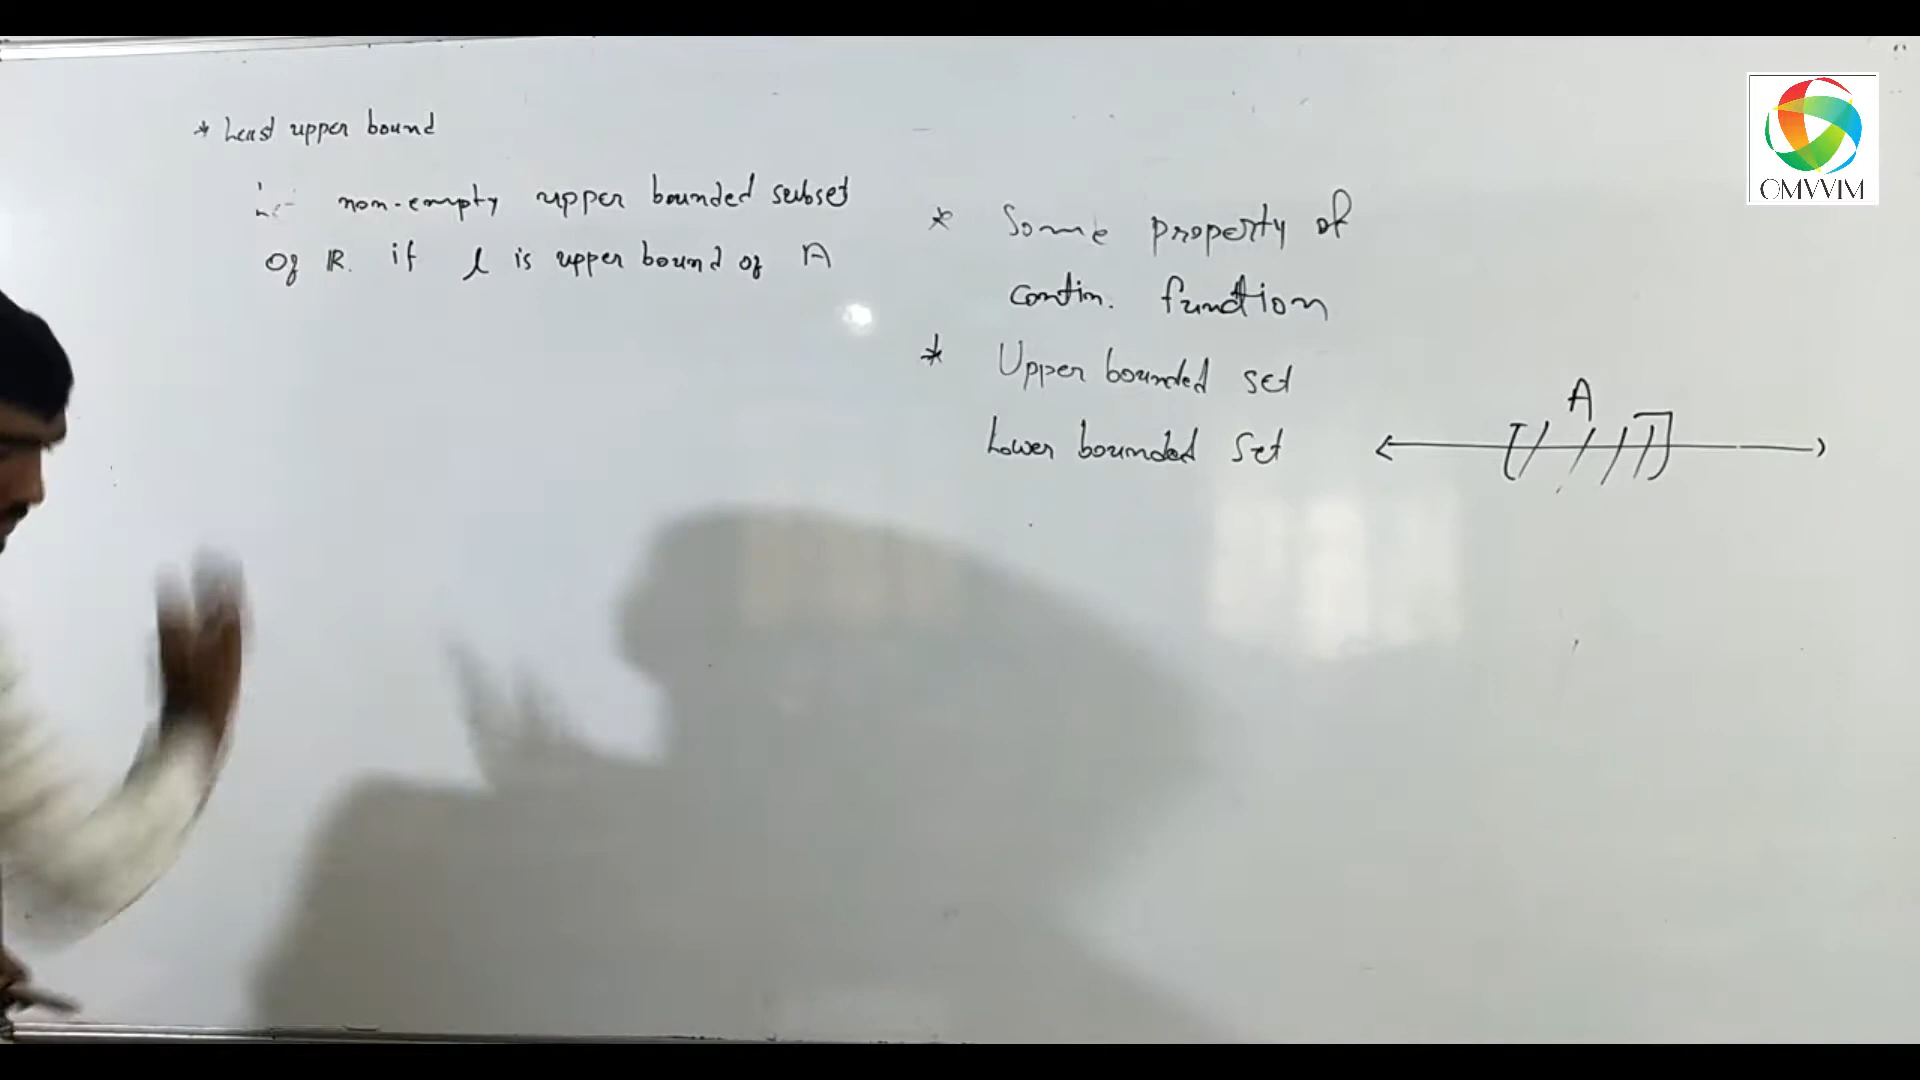 * Least upper bound
non-empty upper bounded subset
of ℝ. if l is upper bound of A
* Some property of
contin. function
* Upper bounded set
Lower bounded set
A
OMVVIM